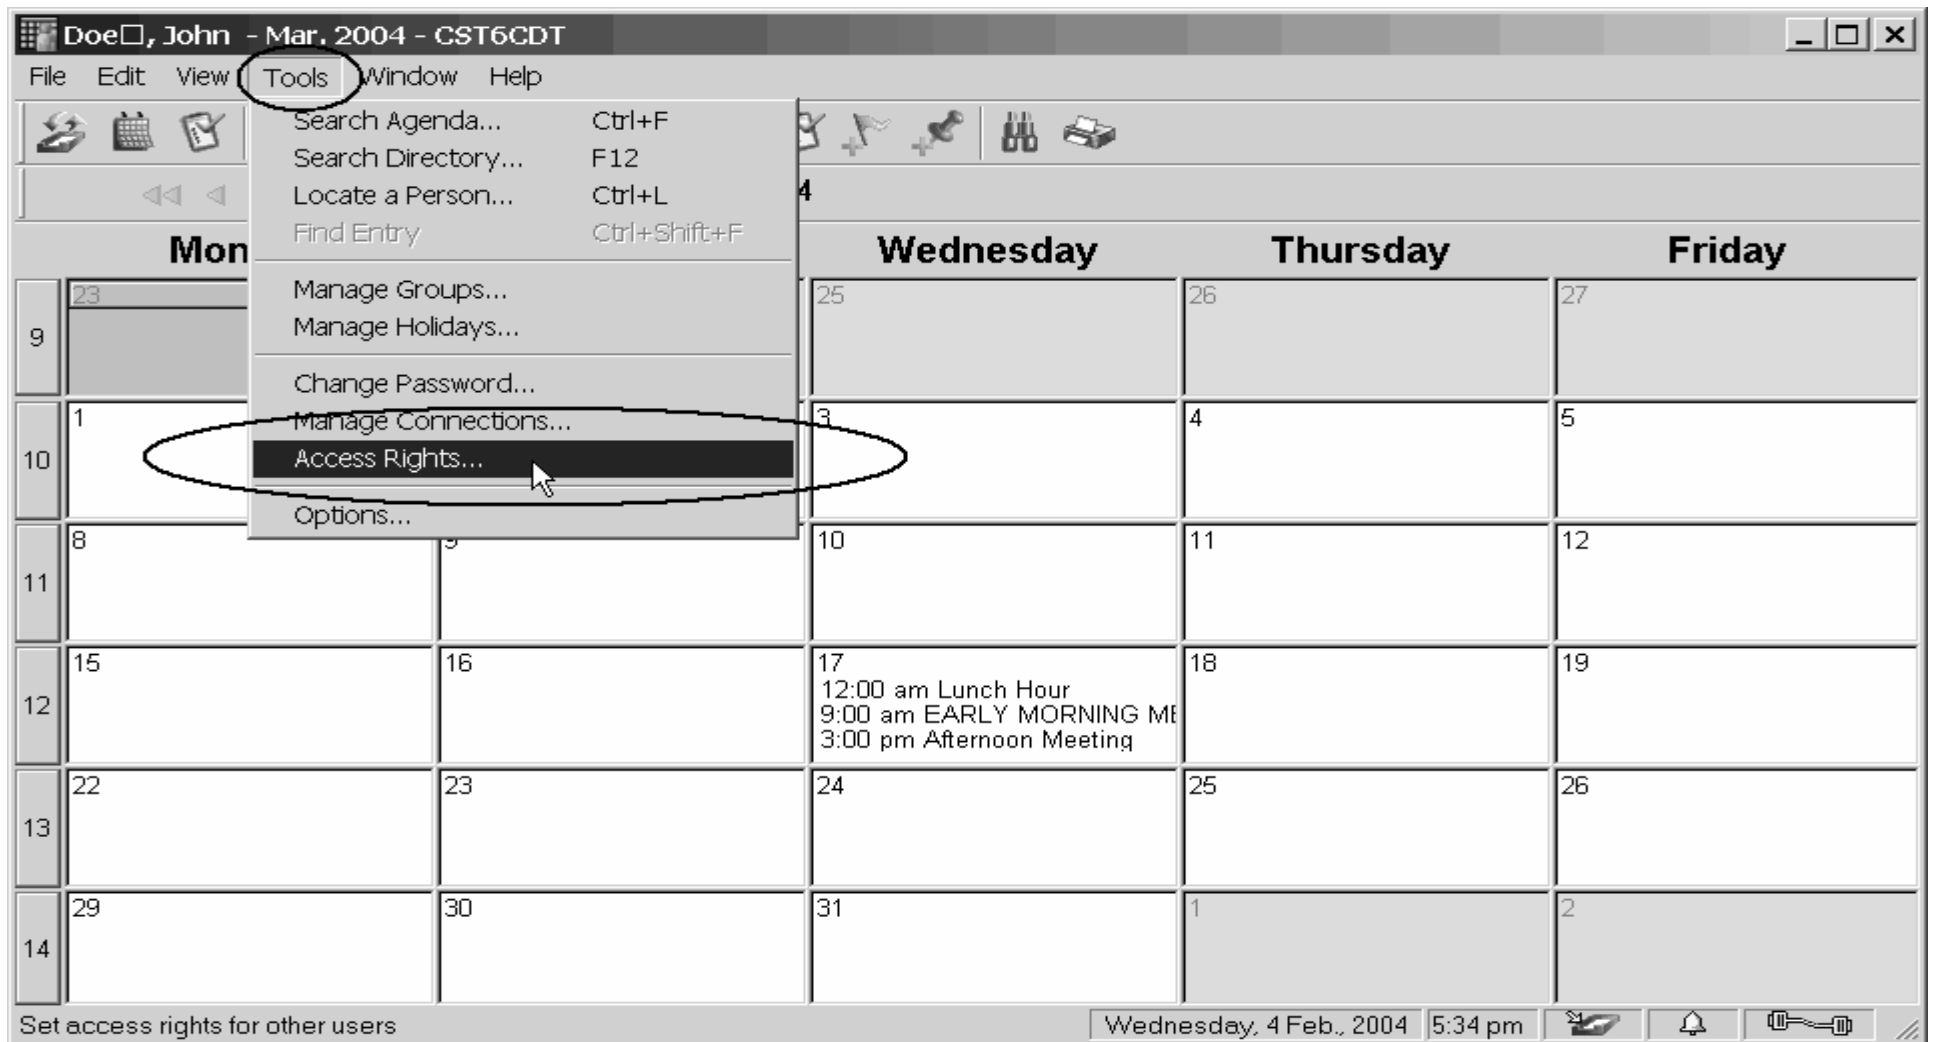 Doe□, John - Mar. 2004 - CST6CDT
File Edit View Tools Window Help
Search Agenda... Ctrl+F
Search Directory... F12
Locate a Person... Ctrl+L
Find Entry Ctrl+Shift+F
Manage Groups...
Manage Holidays...
Change Password...
Manage Connections...
Access Rights...
Options...
4
Mon Wednesday Thursday Friday
9 23 25 26 27
10 1 3 4 5
11 8 9 10 11 12
12 15 16 17 18 19
12:00 am Lunch Hour
9:00 am EARLY MORNING ME
3:00 pm Afternoon Meeting
13 22 23 24 25 26
14 29 30 31 1 2
Set access rights for other users Wednesday, 4 Feb., 2004 5:34 pm